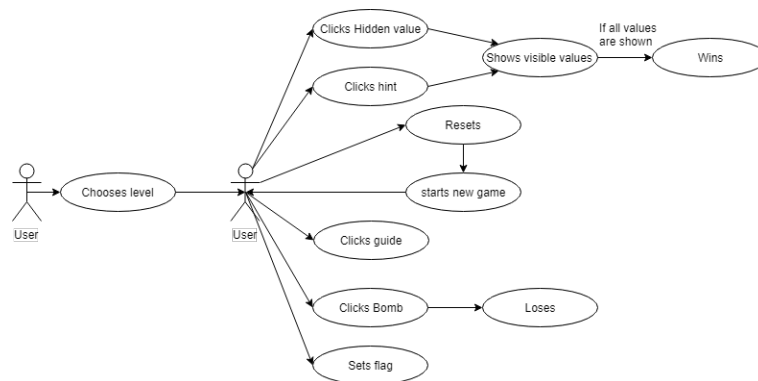 Clicks Hidden value
If all values
are shown
Shows visible values
Wins
Clicks hint
Resets
Chooses level
starts new game
User
User
Clicks guide
Clicks Bomb
Loses
Sets flag